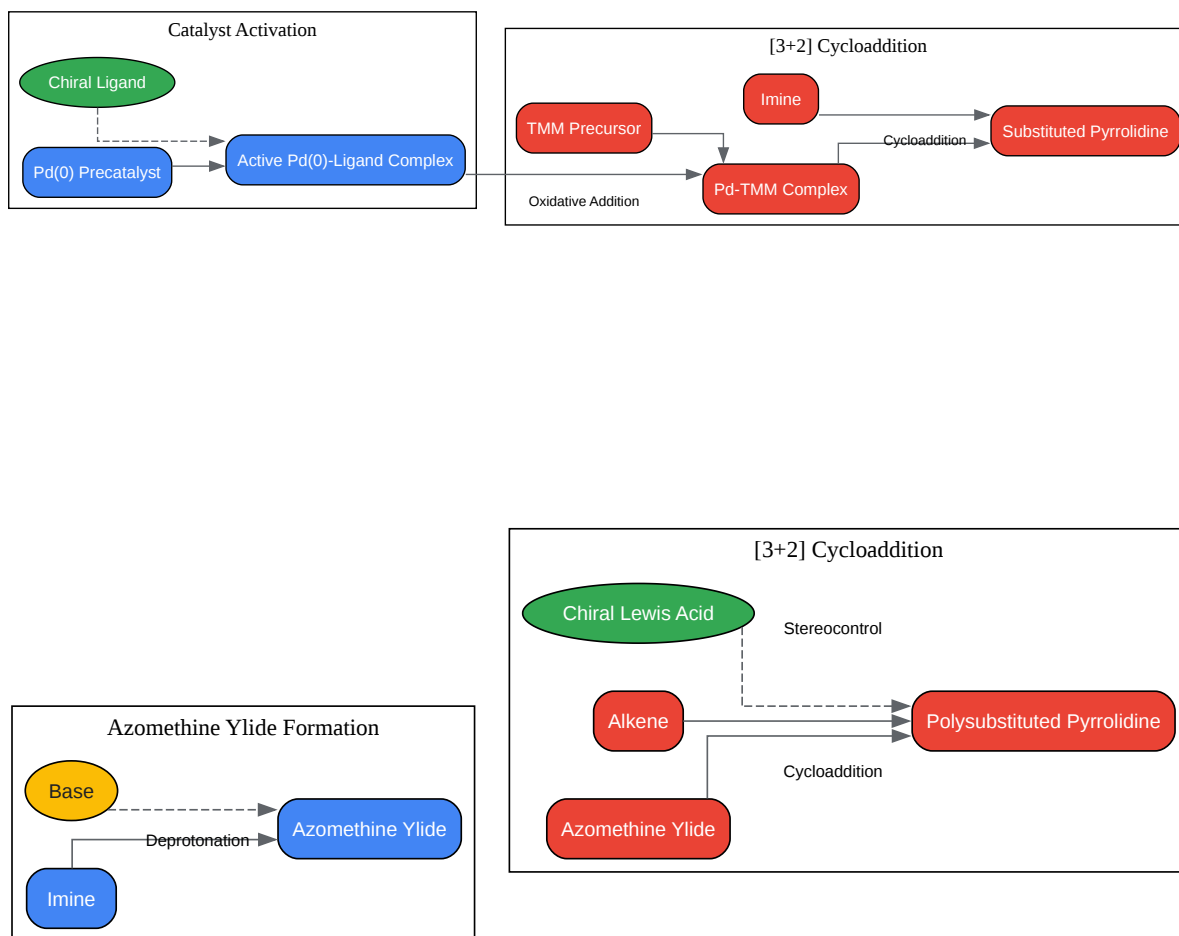 Catalyst Activation
Chiral Ligand
Pd(0) Precatalyst
Active Pd(0)-Ligand Complex
[3+2] Cycloaddition
Imine
TMM Precursor
Substituted Pyrrolidine
Cycloaddition
Pd-TMM Complex
Oxidative Addition
[3+2] Cycloaddition
Chiral Lewis Acid
Stereocontrol
Alkene
Polysubstituted Pyrrolidine
Cycloaddition
Azomethine Ylide
Azomethine Ylide Formation
Base
Azomethine Ylide
Deprotonation
Imine